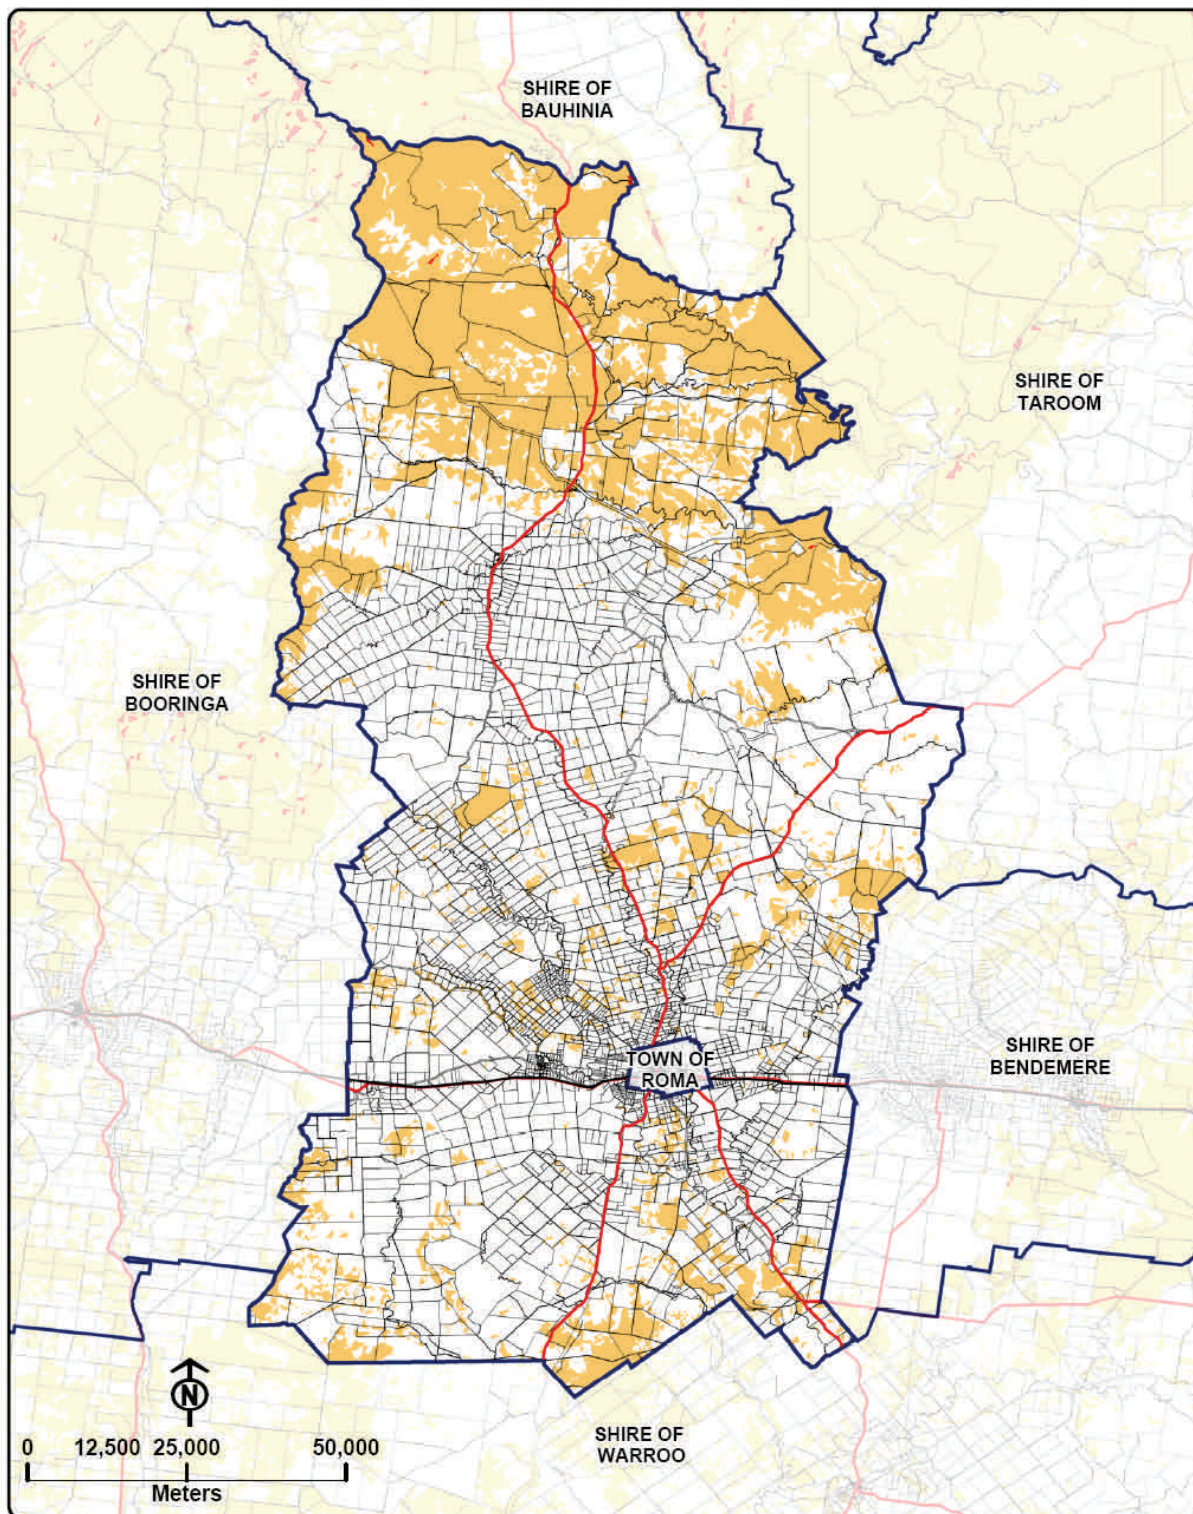 SHIRE OF
BAUHINIA
SHIRE OF
TAROOM
SHIRE OF
BOORINGA
SHIRE OF
BENDEMERE
TOWN OF
ROMA
SHIRE OF
WARROO
N
0 12,500 25,000 50,000
Meters